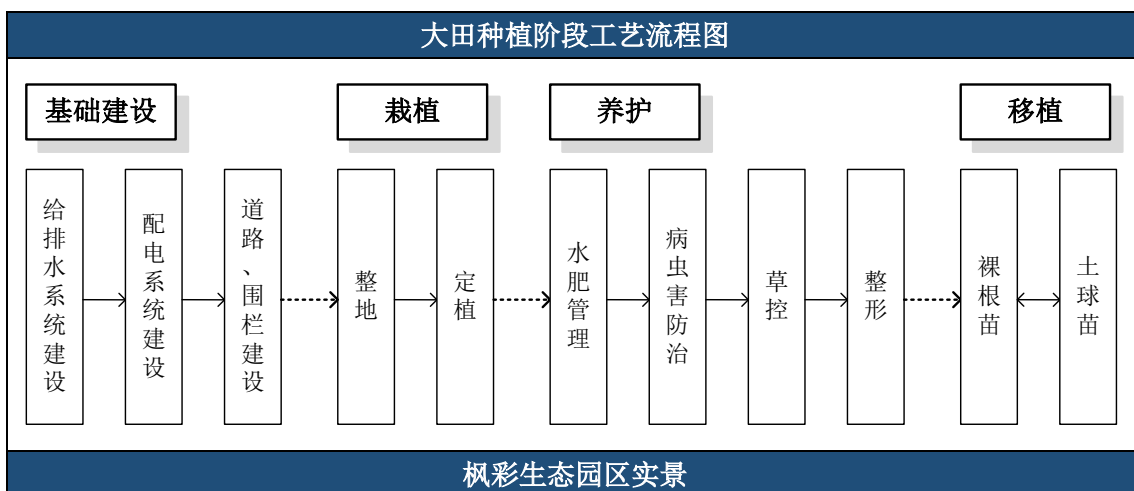 大田种植阶段工艺流程图
基础建设
栽植
养护
移植
给排水系统建设
配电系统建设
道路、围栏建设
整地
定植
水肥管理
病虫害防治
草控
整形
裸根苗
土球苗
枫彩生态园区实景